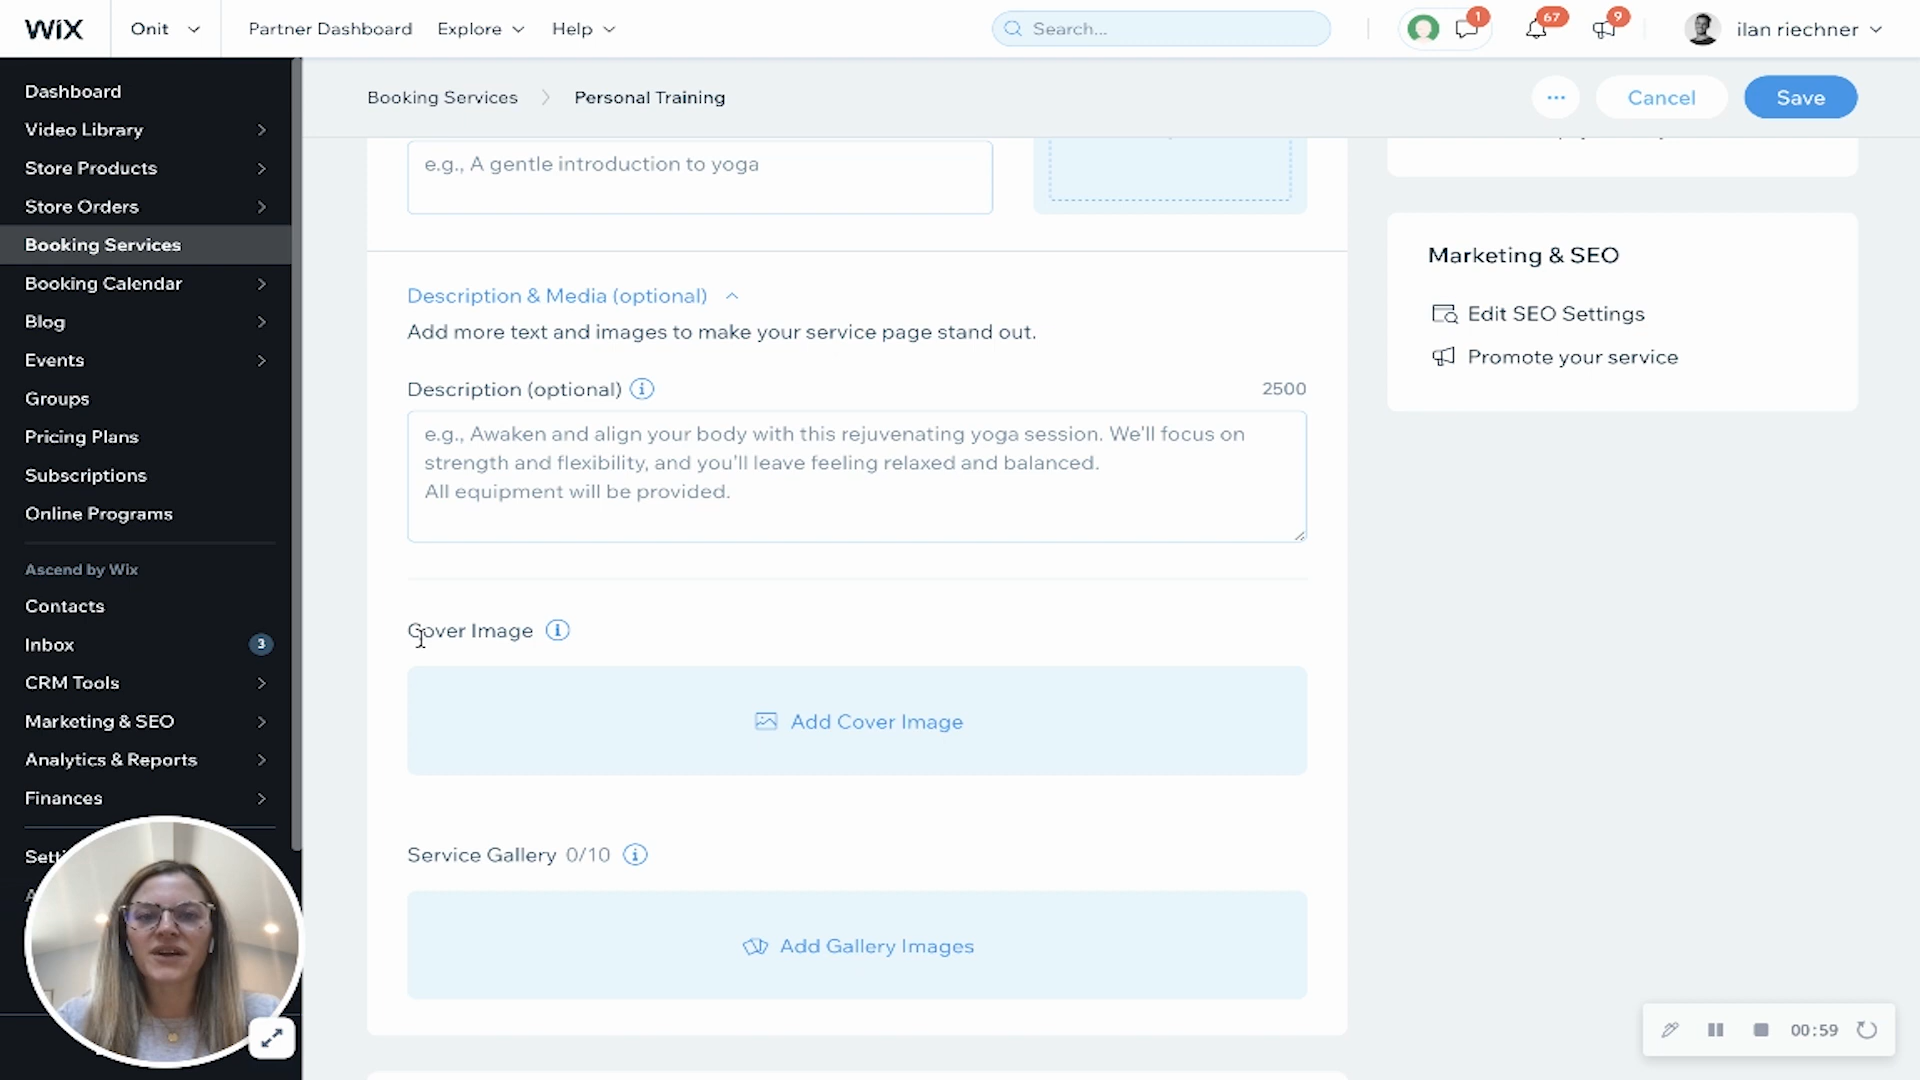 WiX
Onit
Partner Dashboard
Explore
Help
Search...
1
67
9
ilan riechner
Dashboard
Video Library
Store Products
Store Orders
Booking Services
Booking Calendar
Blog
Events
Groups
Pricing Plans
Subscriptions
Online Programs
Ascend by Wix
Contacts
Inbox
3
CRM Tools
Marketing & SEO
Analytics & Reports
Finances
Booking Services
Personal Training
Cancel
Save
e.g., A gentle introduction to yoga
Description & Media (optional)
Add more text and images to make your service page stand out.
Description (optional)
2500
e.g., Awaken and align your body with this rejuvenating yoga session. We'll focus on
strength and flexibility, and you'll leave feeling relaxed and balanced.
All equipment will be provided.
Cover Image
Add Cover Image
Service Gallery 0/10
Add Gallery Images
Marketing & SEO
Edit SEO Settings
Promote your service
00:59